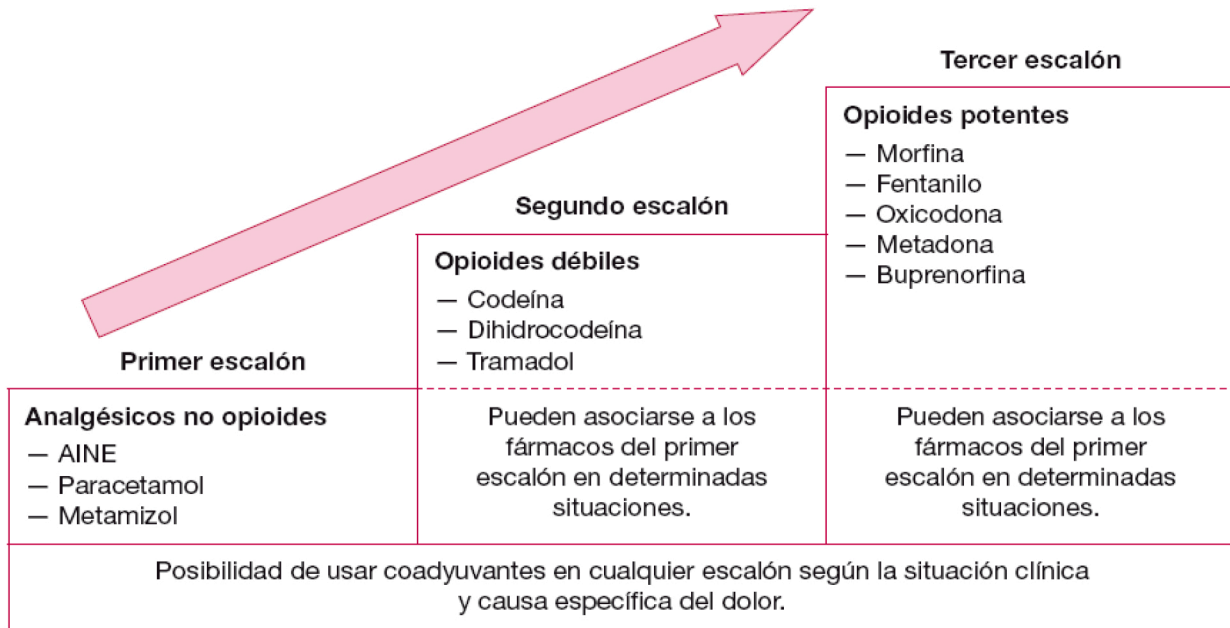 Tercer escalón
Opioides potentes
— Morfina
— Fentanilo
— Oxicodona
— Metadona
— Buprenorfina
Segundo escalón
Opioides débiles
— Codeína
— Dihidrocodeína
— Tramadol
Primer escalón
Analgésicos no opioides
— AINE
— Paracetamol
— Metamizol
Pueden asociarse a los
fármacos del primer
escalón en determinadas
situaciones.
Pueden asociarse a los
fármacos del primer
escalón en determinadas
situaciones.
Posibilidad de usar coadyuvantes en cualquier escalón según la situación clínica
y causa específica del dolor.